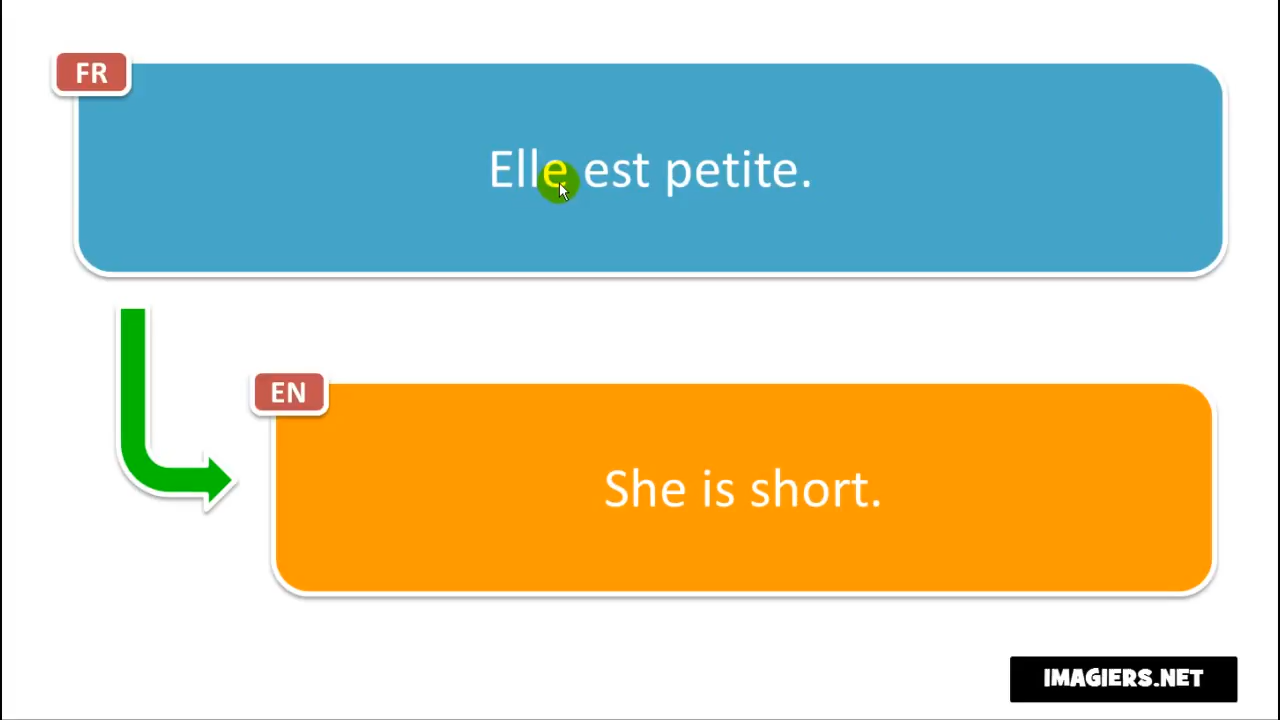 FR
Elle est petite.
EN
She is short.
IMAGIERS.NET